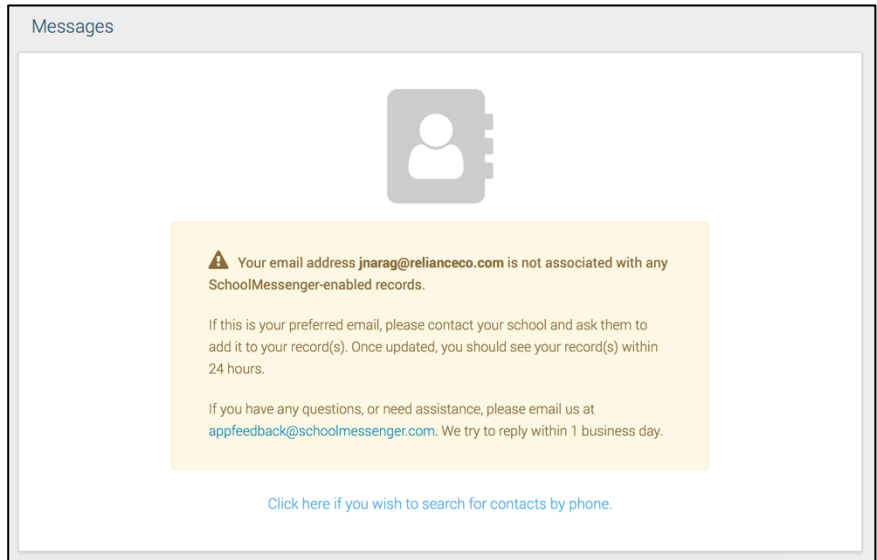 Messages
Your email address jnarag@relianceco.com is not associated with any
SchoolMessenger-enabled records.
If this is your preferred email, please contact your school and ask them to
add it to your record(s). Once updated, you should see your record(s) within
24 hours.
If you have any questions, or need assistance, please email us at
appfeedback@schoolmessenger.com. We try to reply within 1 business day.
Click here if you wish to search for contacts by phone.